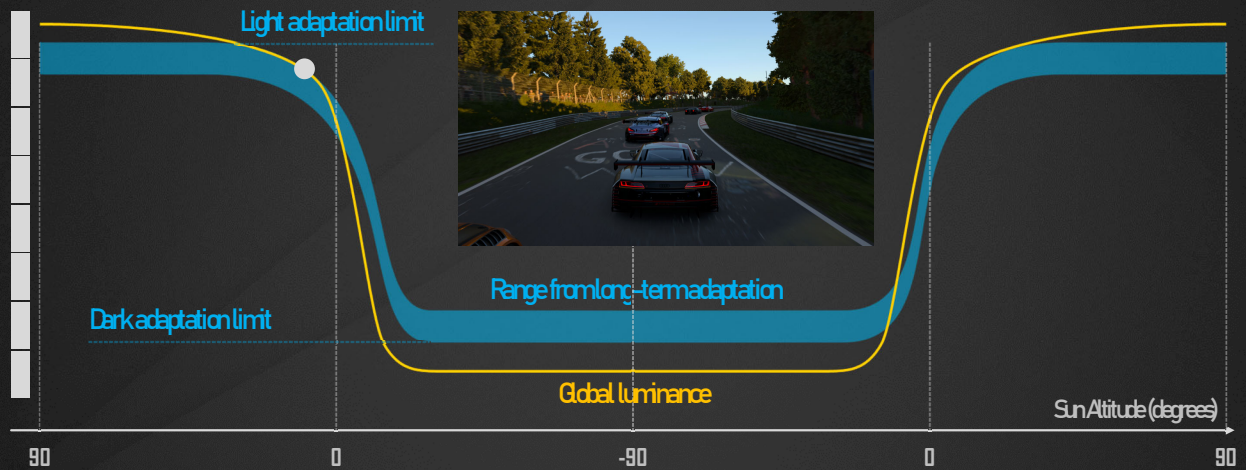 Light adaptation limit
Range from long-term adaptation
Dark adaptation limit
Global luminance
Sun Altitude (degrees)
90 0 -90 0 90